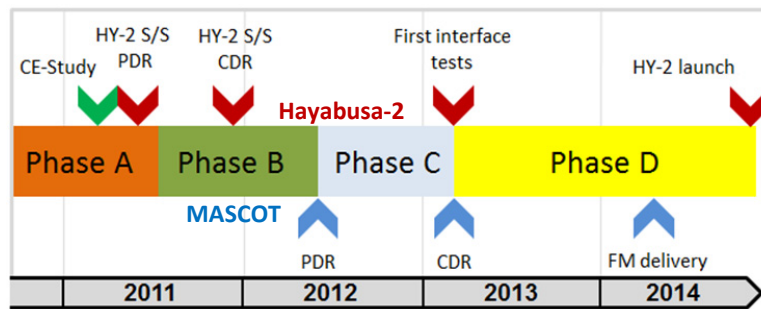 HY-2 S/S
PDR
HY-2 S/S
CDR
First interface
tests
CE-Study
HY-2 launch
Hayabusa-2
Phase A
Phase B
Phase C
Phase D
MASCOT
PDR
CDR
FM delivery
2011
2012
2013
2014